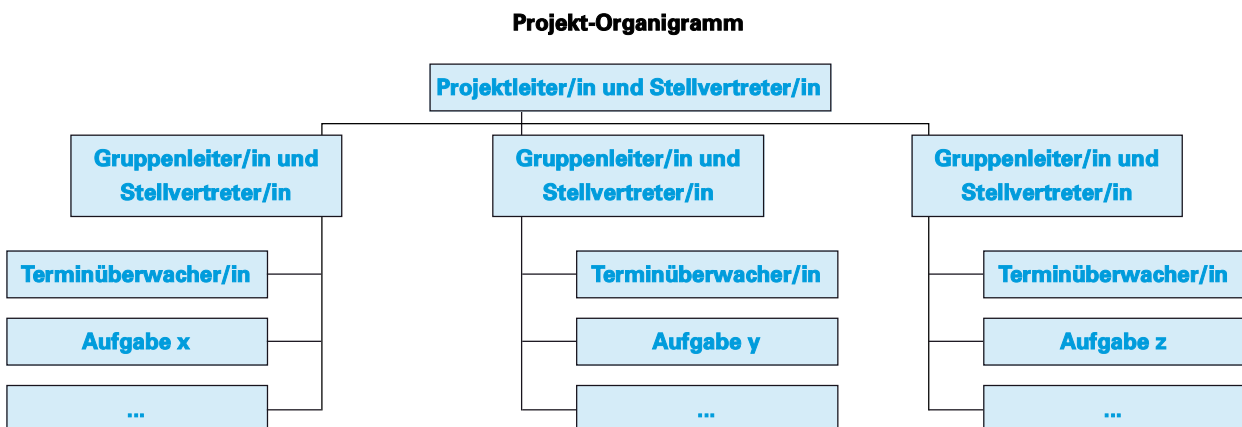 Projekt-Organigramm
Projektleiter/in und Stellvertreter/in
Gruppenleiter/in und
Stellvertreter/in
Gruppenleiter/in und
Stellvertreter/in
Gruppenleiter/in und
Stellvertreter/in
Terminüberwacher/in
Terminüberwacher/in
Terminüberwacher/in
Aufgabe x
Aufgabe y
Aufgabe z
...
...
...